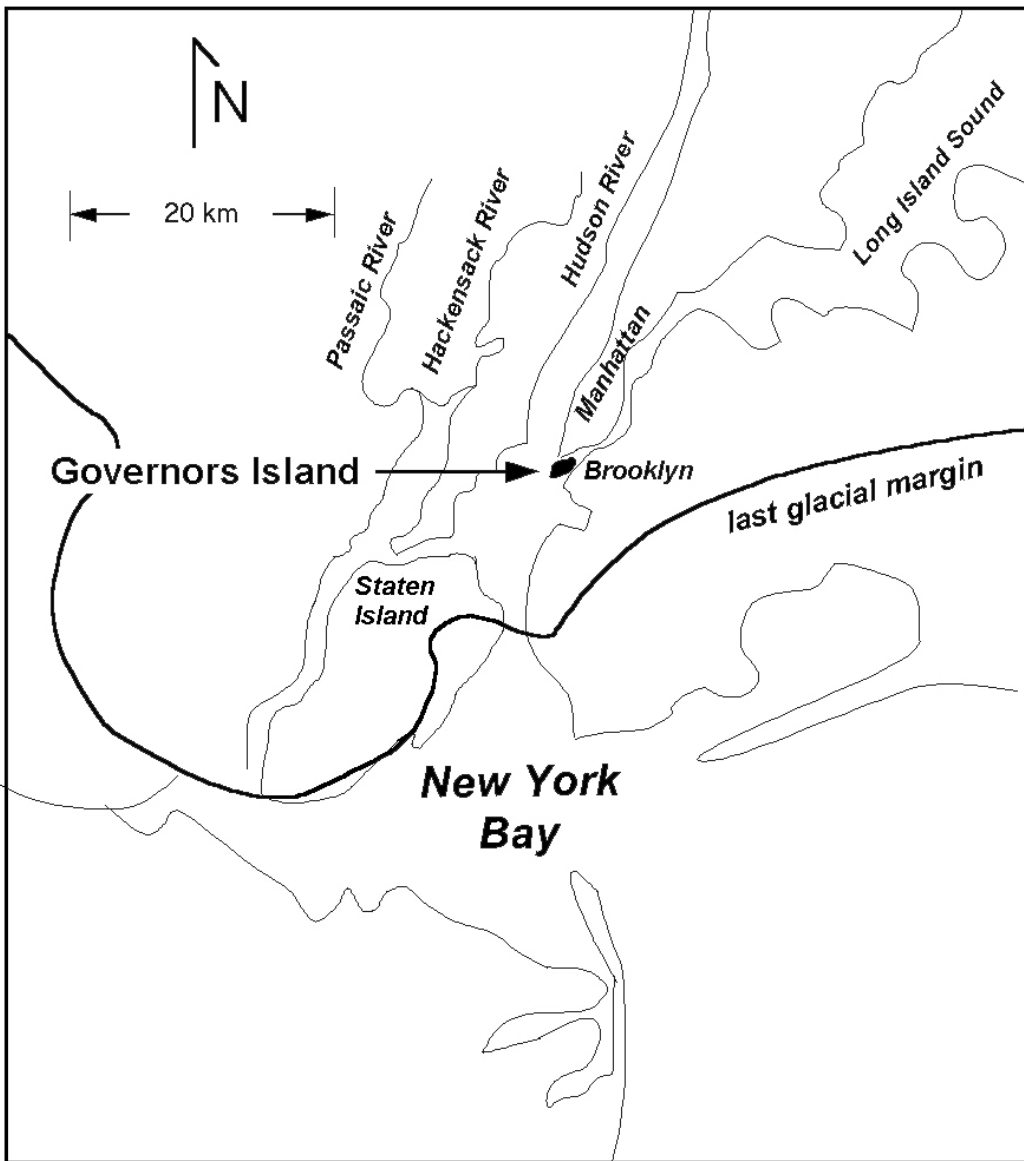 N
20 km
Passaic River
Hackensack River
Hudson River
Manhattan
Long Island Sound
Governors Island
Brooklyn
last glacial margin
Staten
Island
New York
Bay